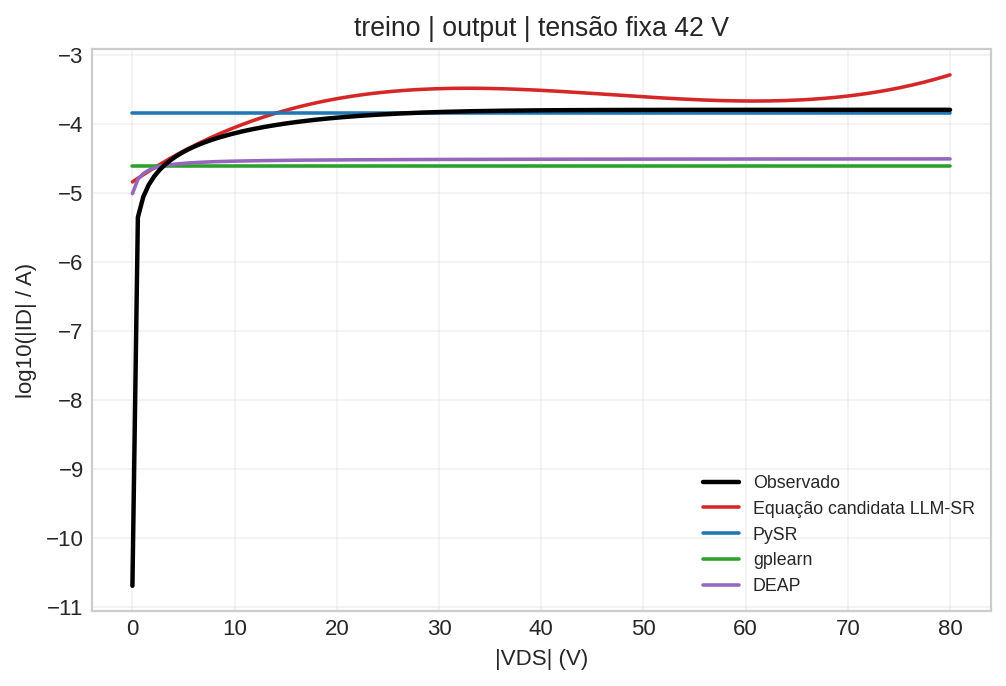 treino | output | tensão fixa 42 V
log10(|ID| / A)
−3
−4
−5
−6
−7
−8
−9
−10
−11
Observado
Equação candidata LLM-SR
PySR
gplearn
DEAP
0 10 20 30 40 50 60 70 80
|VDS| (V)